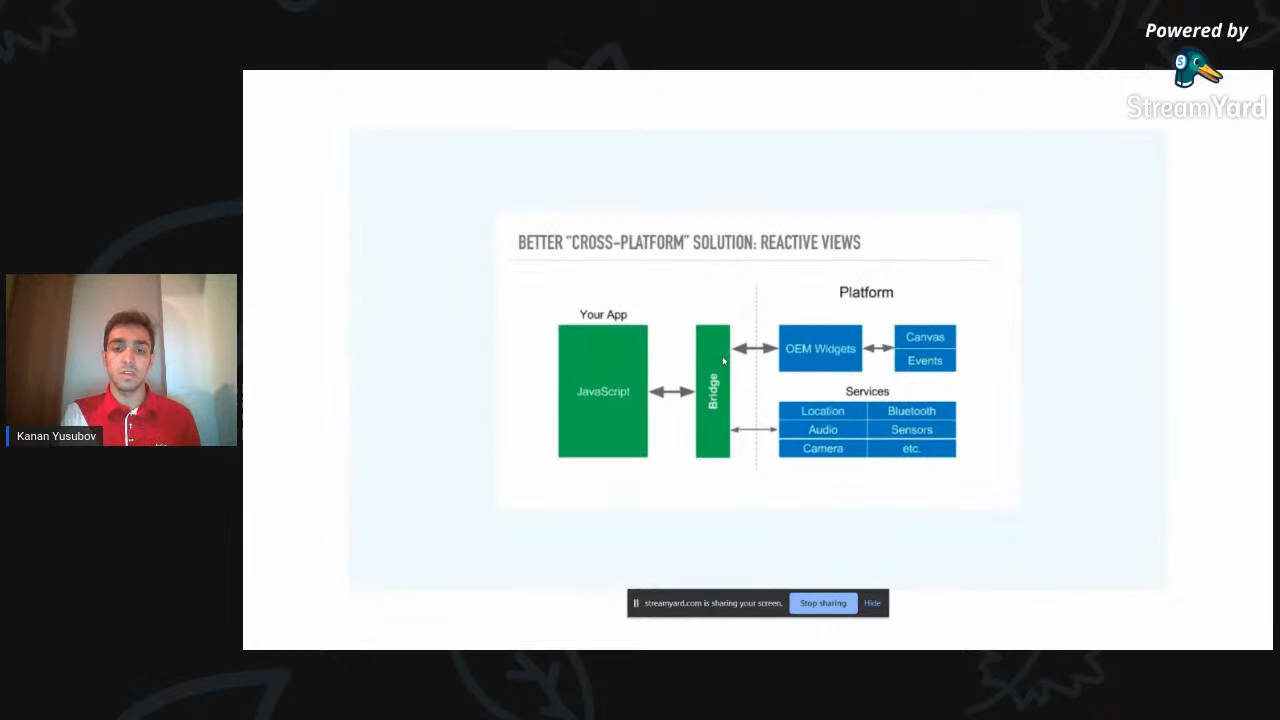 Powered by
StreamYard
BETTER "CROSS-PLATFORM" SOLUTION: REACTIVE VIEWS
Platform
Your App
JavaScript
Bridge
OEM Widgets
Canvas
Events
Services
Location
Bluetooth
Audio
Sensors
Camera
etc.
Kanan Yusubov
streamyard.com is sharing your screen.
Stop sharing
Hide